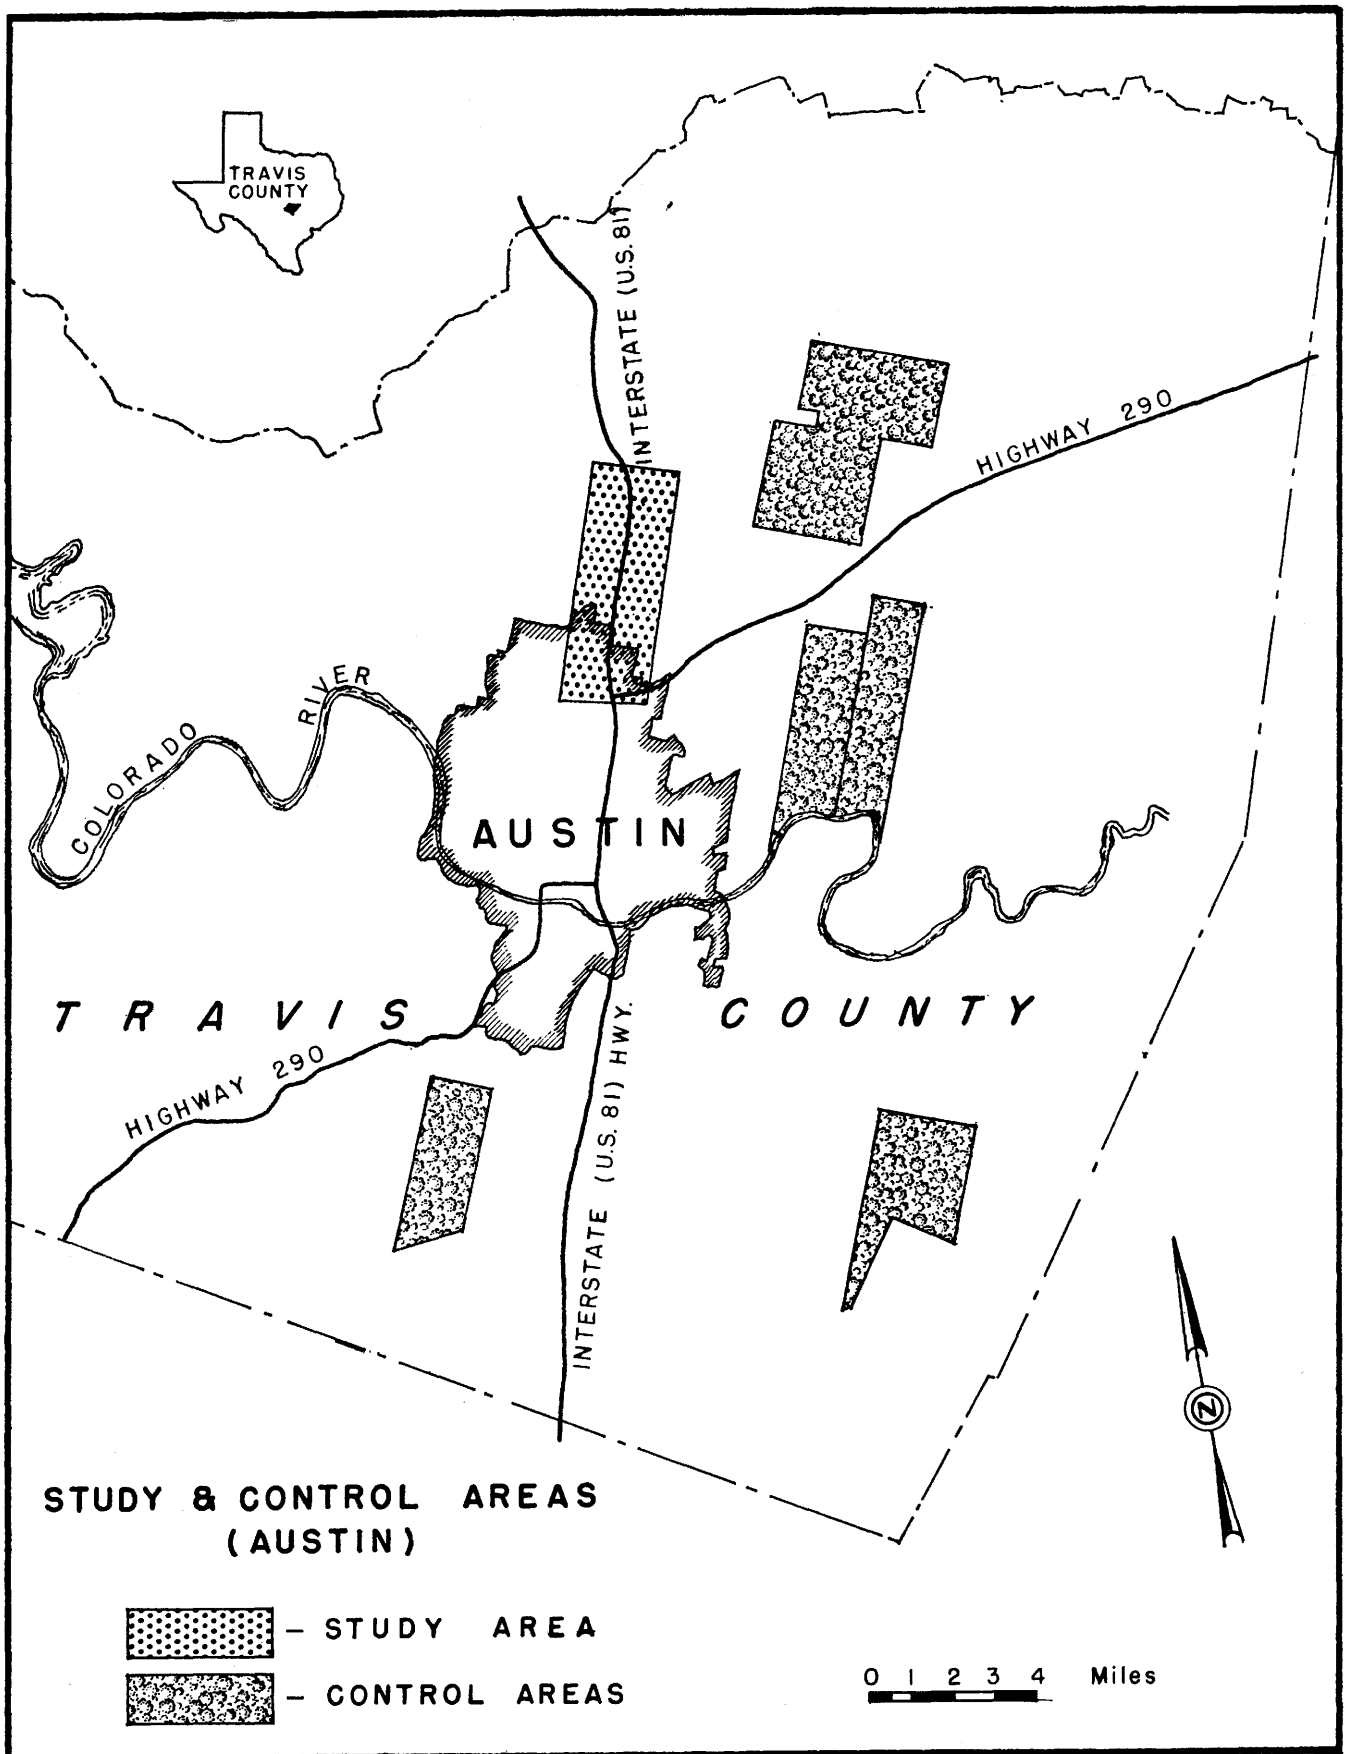 TRAVIS
COUNTY
INTERSTATE (U.S. 81)
HIGHWAY 290
COLORADO RIVER
AUSTIN
TRAVIS COUNTY
HIGHWAY 290
INTERSTATE (U.S. 81) HWY.
N
STUDY & CONTROL AREAS
(AUSTIN)
- STUDY AREA
- CONTROL AREAS
0 1 2 3 4 Miles